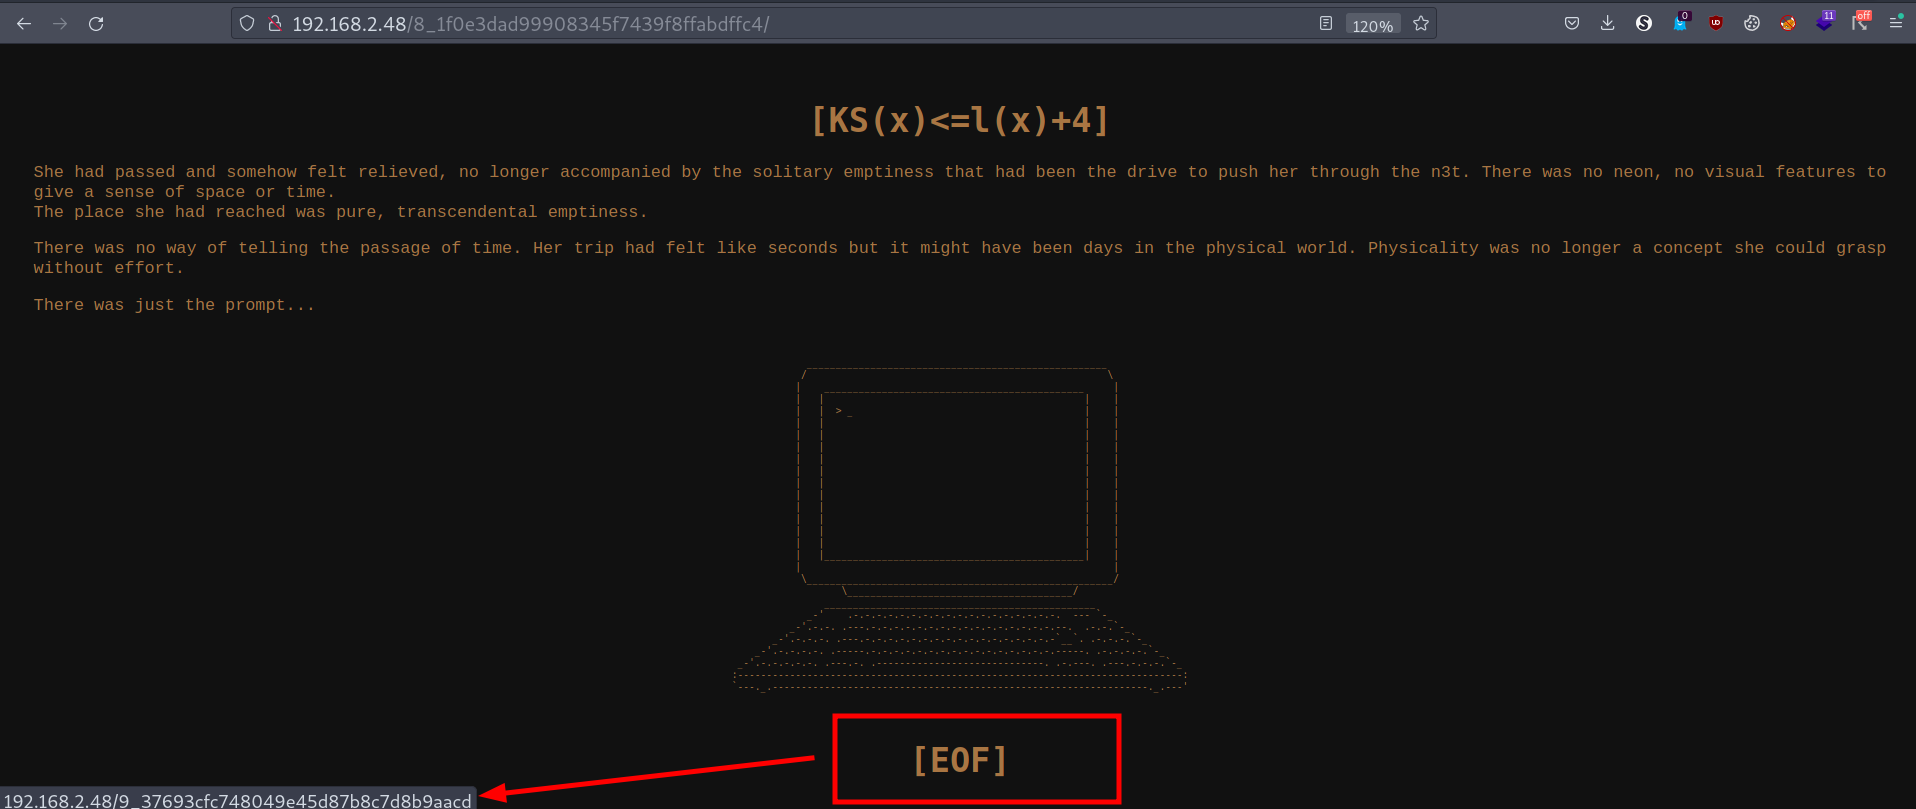 192.168.2.48/8_1f0e3dad99908345f7439f8ffabdffc4/
120%
0
11
off
[KS(x)<=l(x)+4]
She had passed and somehow felt relieved, no longer accompanied by the solitary emptiness that had been the drive to push her through the n3t. There was no neon, no visual features to
give a sense of space or time.
The place she had reached was pure, transcendental emptiness.
There was no way of telling the passage of time. Her trip had felt like seconds but it might have been days in the physical world. Physicality was no longer a concept she could grasp
without effort.
There was just the prompt...
>_
[EOF]
192.168.2.48/9_37693cfc748049e45d87b8c7d8b9aacd